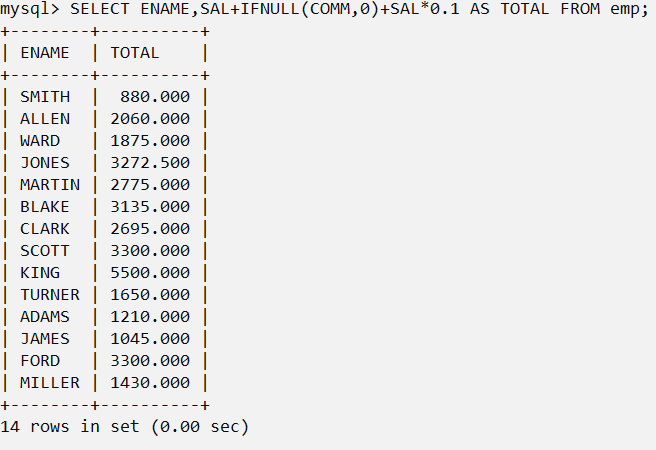 mysql> SELECT ENAME,SAL+IFNULL(COMM,0)+SAL*0.1 AS TOTAL FROM emp;
+--------+----------+
| ENAME  | TOTAL    |
+--------+----------+
| SMITH  |  880.000 |
| ALLEN  | 2060.000 |
| WARD   | 1875.000 |
| JONES  | 3272.500 |
| MARTIN | 2775.000 |
| BLAKE  | 3135.000 |
| CLARK  | 2695.000 |
| SCOTT  | 3300.000 |
| KING   | 5500.000 |
| TURNER | 1650.000 |
| ADAMS  | 1210.000 |
| JAMES  | 1045.000 |
| FORD   | 3300.000 |
| MILLER | 1430.000 |
+--------+----------+
14 rows in set (0.00 sec)